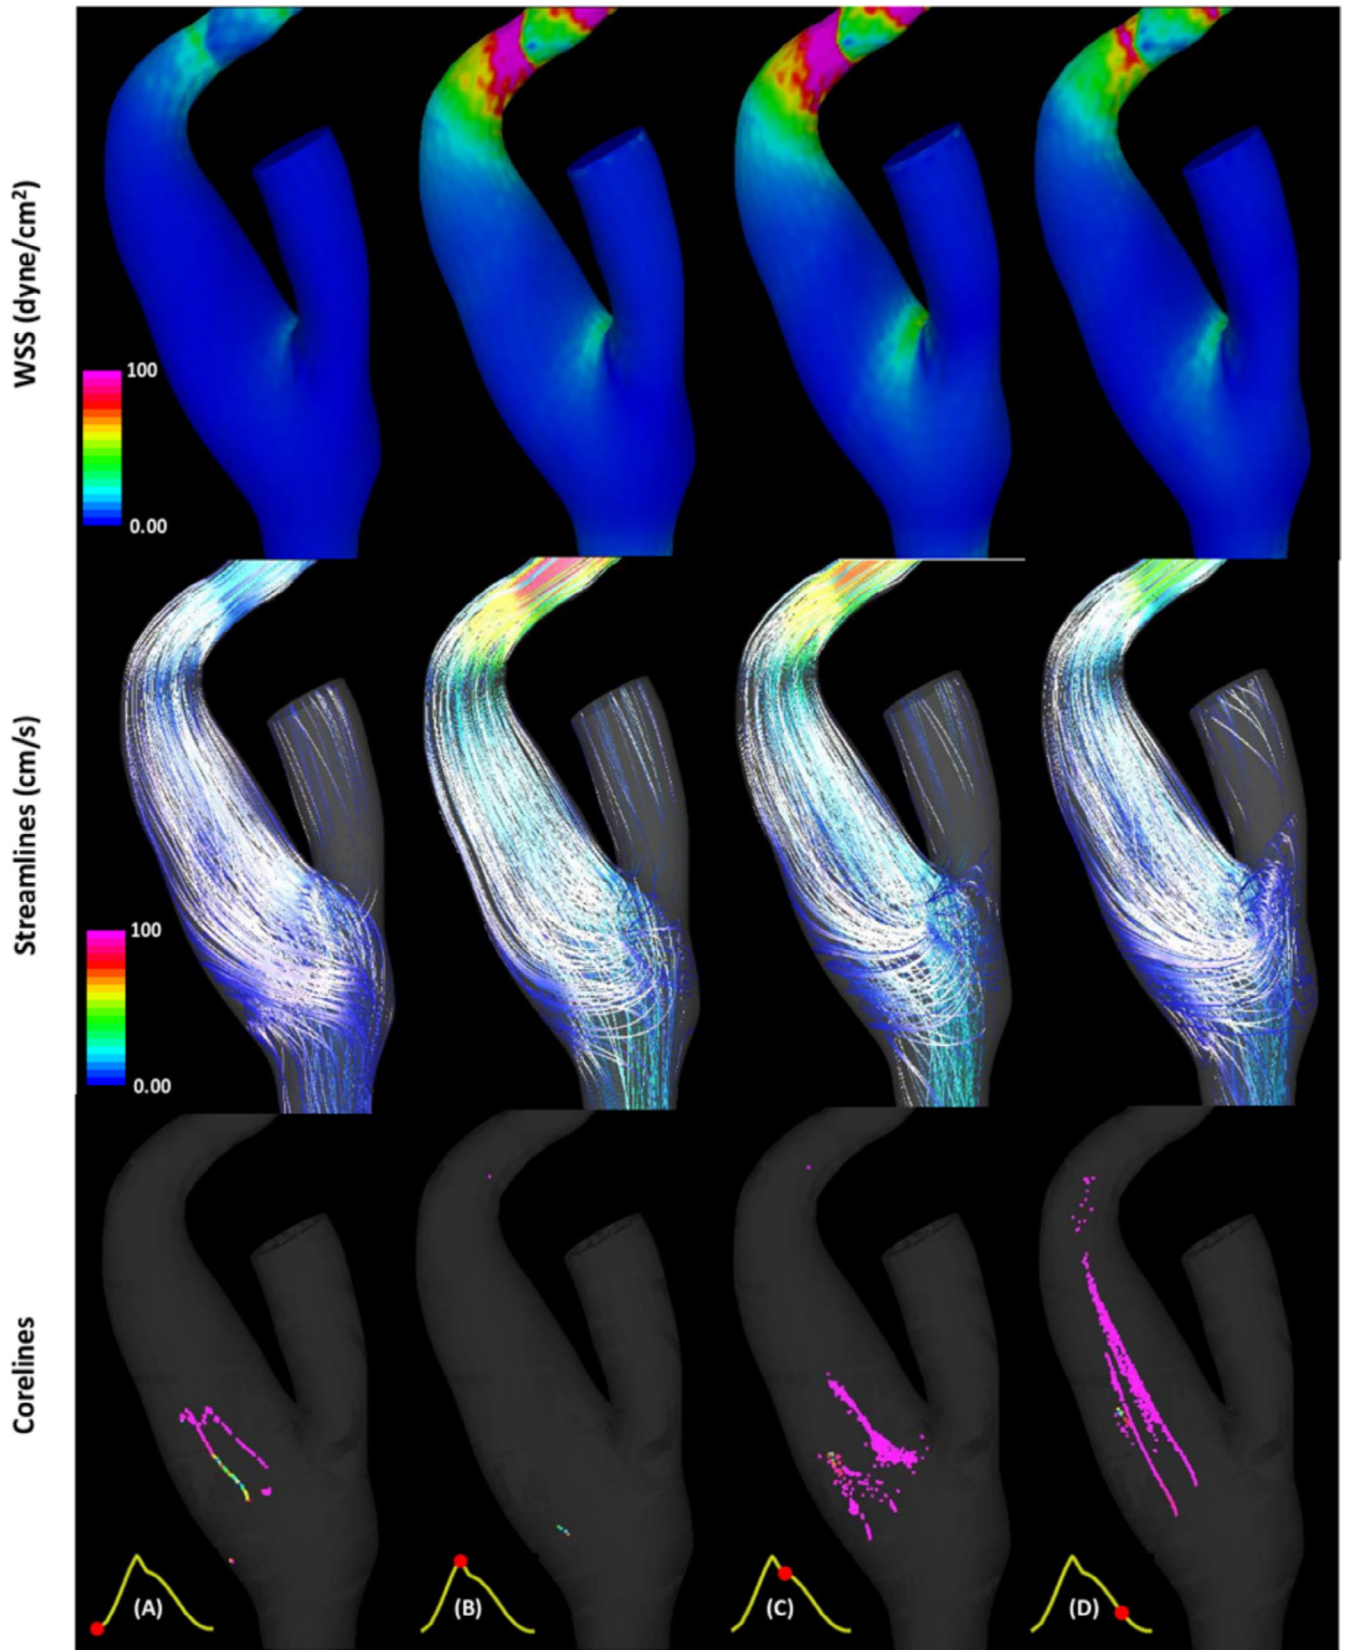 WSS (dyne/cm²)
100
0.00
Streamlines (cm/s)
100
0.00
Corelines
(A)
(B)
(C)
(D)